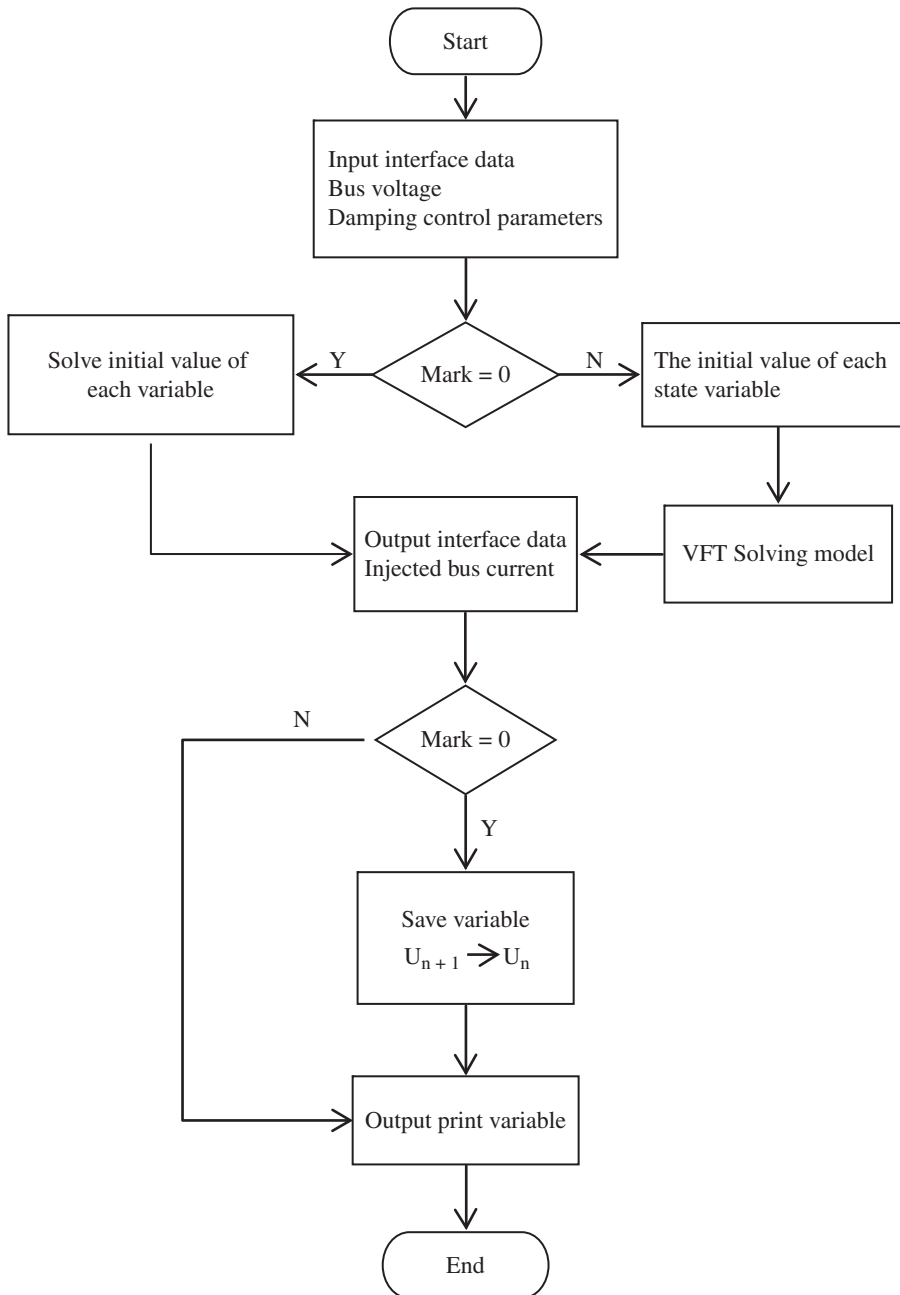 Start
Input interface data
Bus voltage
Damping control parameters
Solve initial value of
each variable
Y
Mark = 0
N
The initial value of each
state variable
Output interface data
Injected bus current
VFT Solving model
N
Mark = 0
Y
Save variable
U_{n + 1} → U_n
Output print variable
End